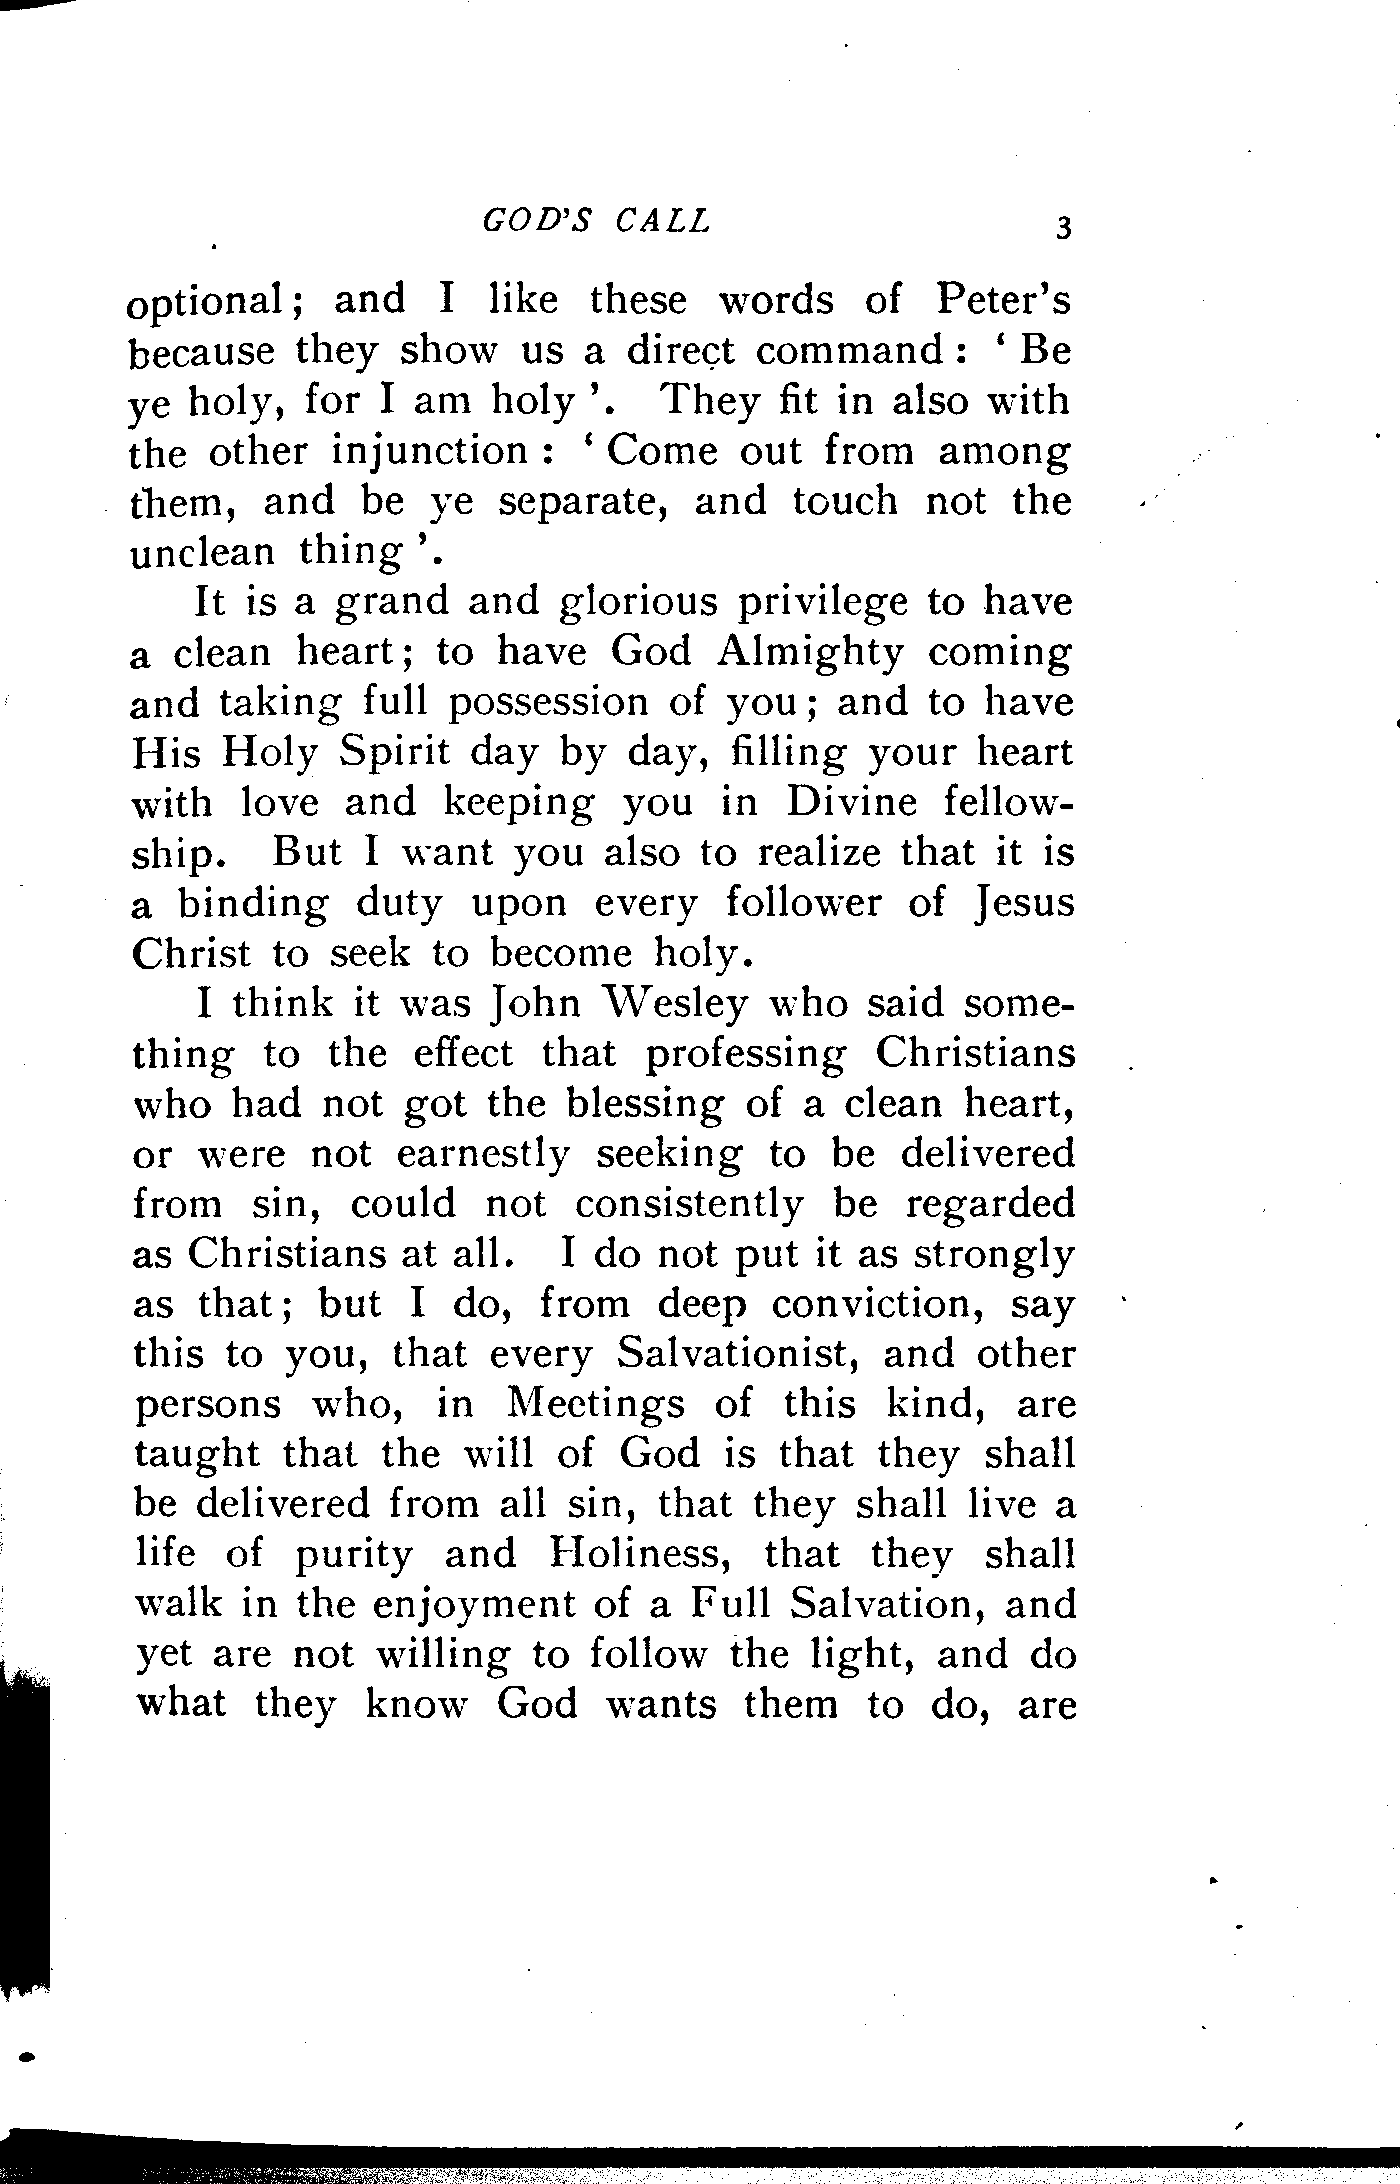 GOD'S CALL 3
optional; and I like these words of Peter's
because they show us a direct command: ‘ Be
ye holy, for I am holy ’. They fit in also with
the other injunction: ‘ Come out from among
them, and be ye separate, and touch not the
unclean thing ’.
It is a grand and glorious privilege to have
a clean heart; to have God Almighty coming
and taking full possession of you; and to have
His Holy Spirit day by day, filling your heart
with love and keeping you in Divine fellow-
ship. But I want you also to realize that it is
a binding duty upon every follower of Jesus
Christ to seek to become holy.
I think it was John Wesley who said some-
thing to the effect that professing Christians
who had not got the blessing of a clean heart,
or were not earnestly seeking to be delivered
from sin, could not consistently be regarded
as Christians at all. I do not put it as strongly
as that; but I do, from deep conviction, say
this to you, that every Salvationist, and other
persons who, in Meetings of this kind, are
taught that the will of God is that they shall
be delivered from all sin, that they shall live a
life of purity and Holiness, that they shall
walk in the enjoyment of a Full Salvation, and
yet are not willing to follow the light, and do
what they know God wants them to do, are